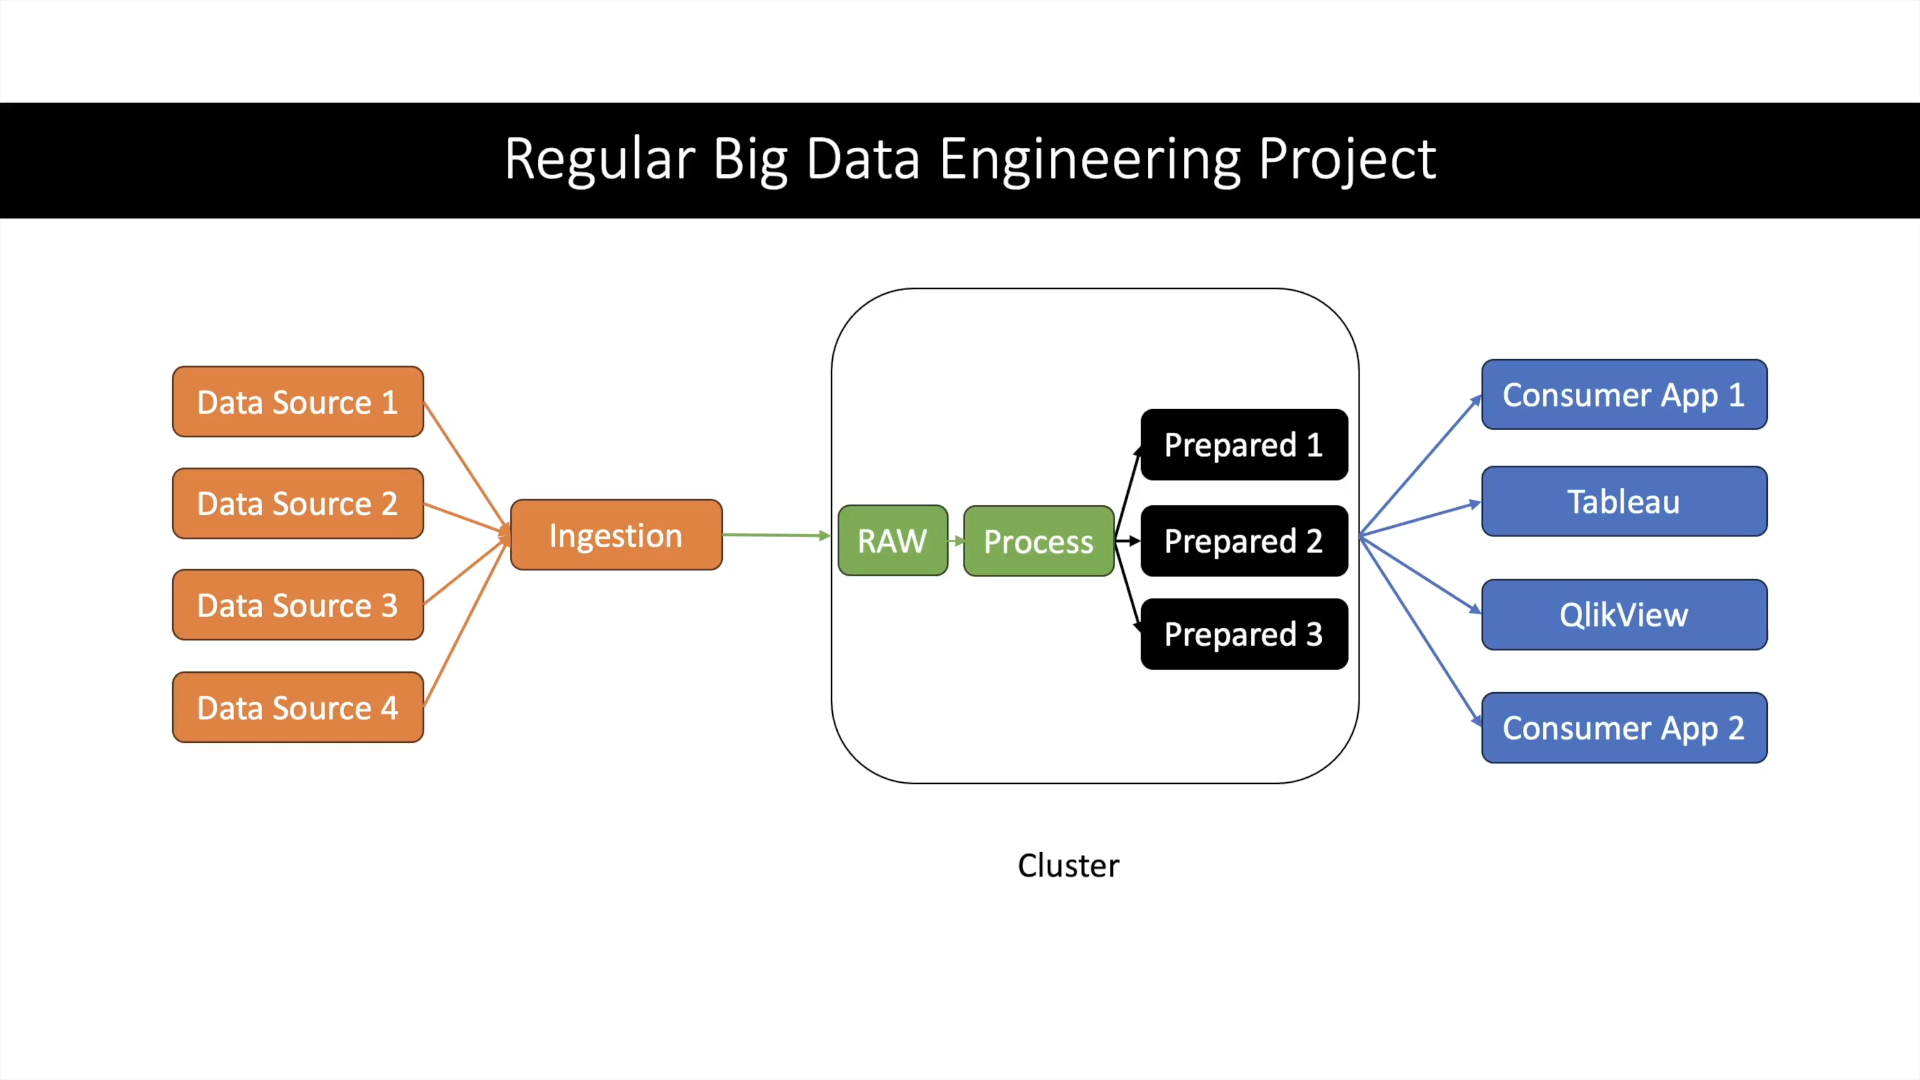 Regular Big Data Engineering Project
Data Source 1
Data Source 2
Data Source 3
Data Source 4
Ingestion
RAW
Process
Prepared 1
Prepared 2
Prepared 3
Consumer App 1
Tableau
QlikView
Consumer App 2
Cluster